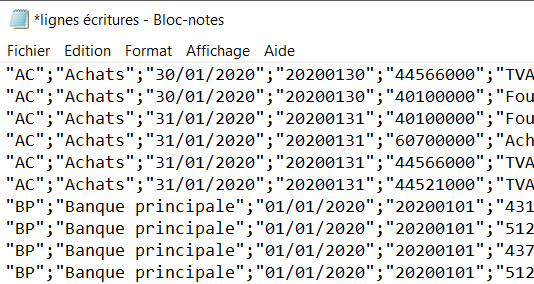 *lignes écritures - Bloc-notes
Fichier Edition Format Affichage Aide
"AC";"Achats";"30/01/2020";"20200130";"44566000";"TVA
"AC";"Achats";"30/01/2020";"20200130";"40100000";"Fou
"AC";"Achats";"31/01/2020";"20200131";"40100000";"Fou
"AC";"Achats";"31/01/2020";"20200131";"60700000";"Ach
"AC";"Achats";"31/01/2020";"20200131";"44566000";"TVA
"AC";"Achats";"31/01/2020";"20200131";"44521000";"TVA
"BP";"Banque principale";"01/01/2020";"20200101";"431
"BP";"Banque principale";"01/01/2020";"20200101";"512
"BP";"Banque principale";"01/01/2020";"20200101";"437
"BP";"Banque principale";"01/01/2020";"20200101";"512